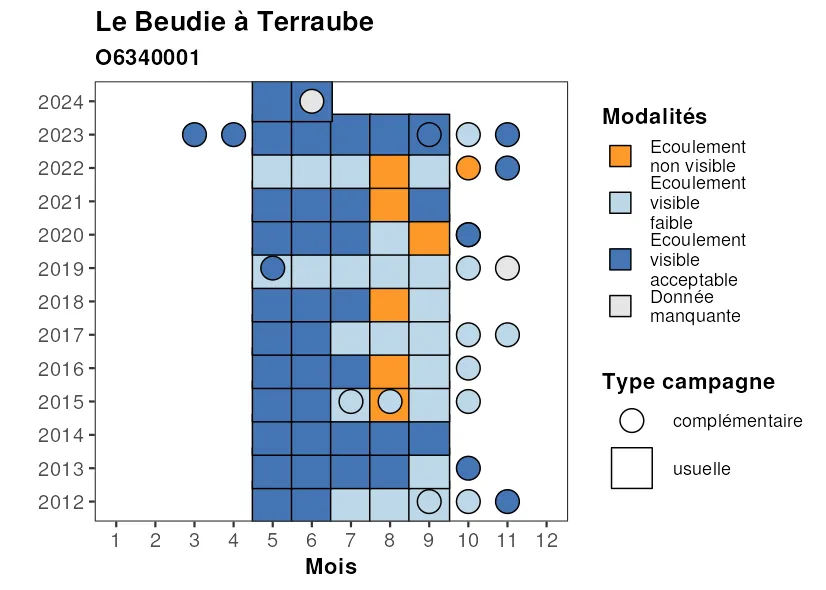 Le Beudie à Terraube
O6340001
2024
2023
2022
2021
2020
2019
2018
2017
2016
2015
2014
2013
2012
1 2 3 4 5 6 7 8 9 10 11 12
Mois
Modalités
Ecoulement
non visible
Ecoulement
visible
faible
Ecoulement
visible
acceptable
Donnée
manquante
Type campagne
complémentaire
usuelle